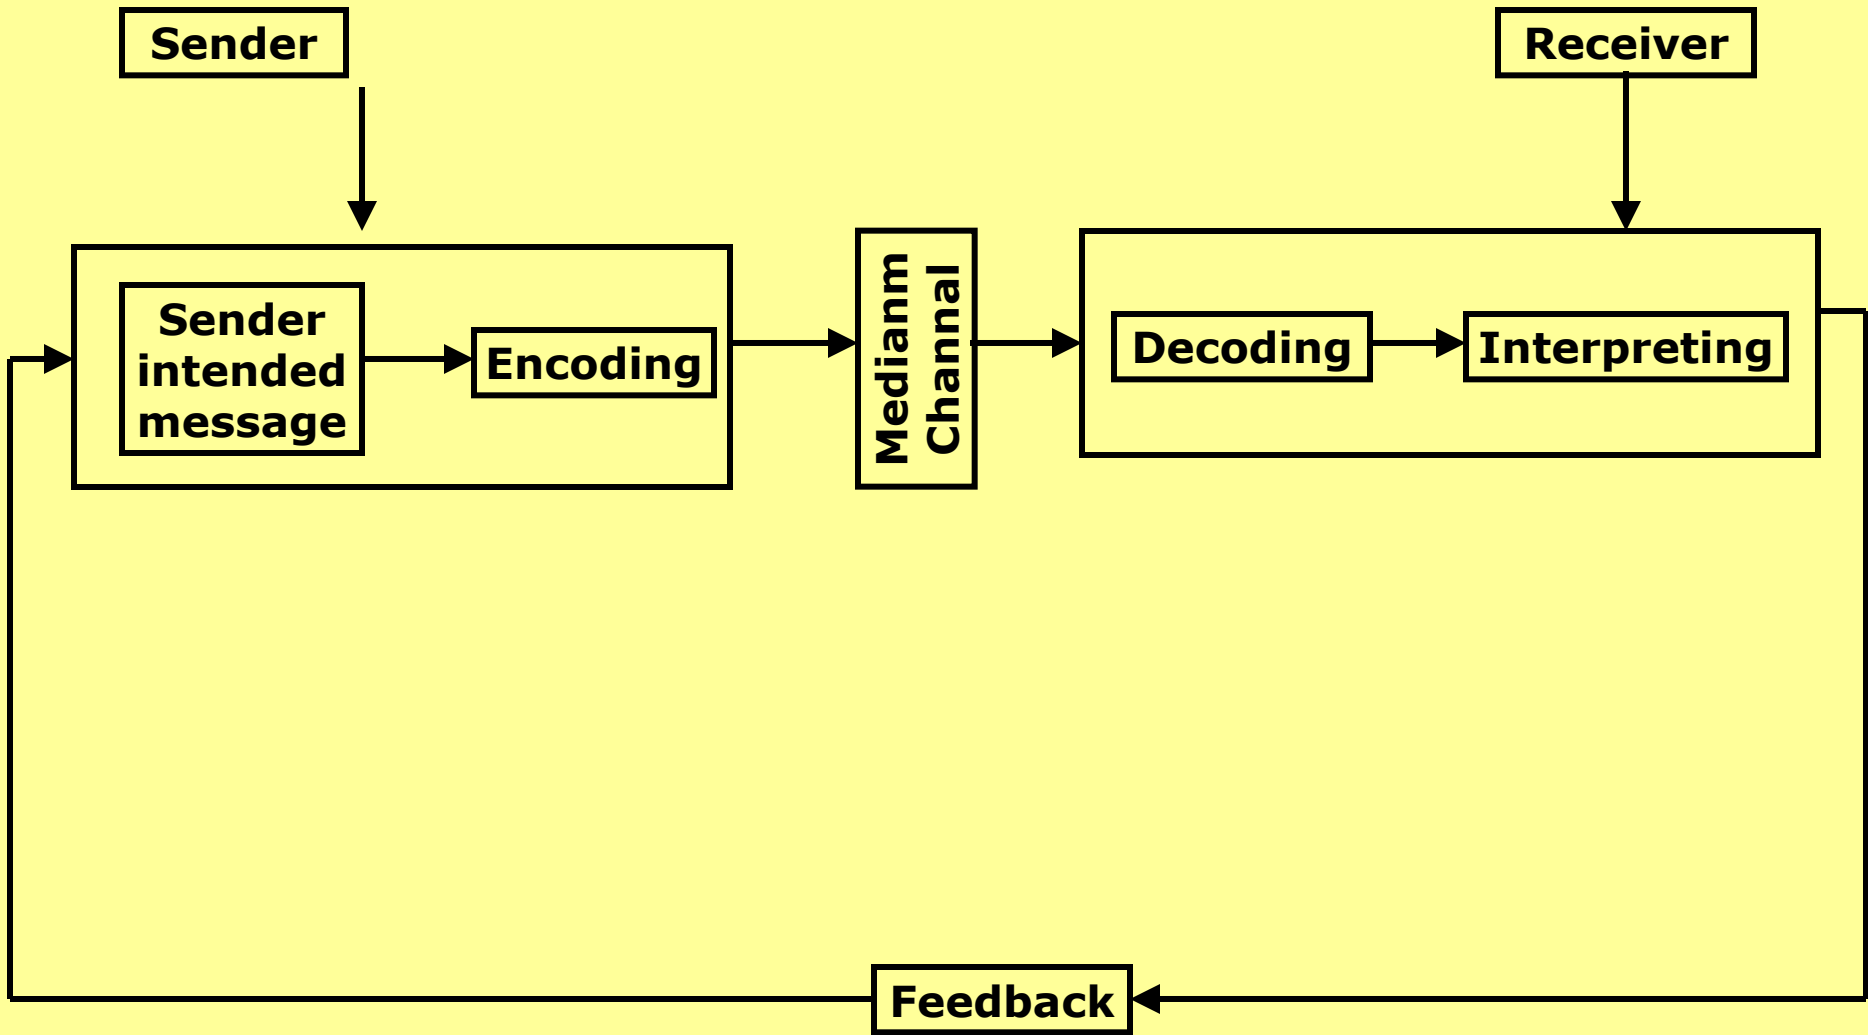 Sender
Receiver
Sender
intended
message
Encoding
Medianm
Channal
Decoding
Interpreting
Feedback